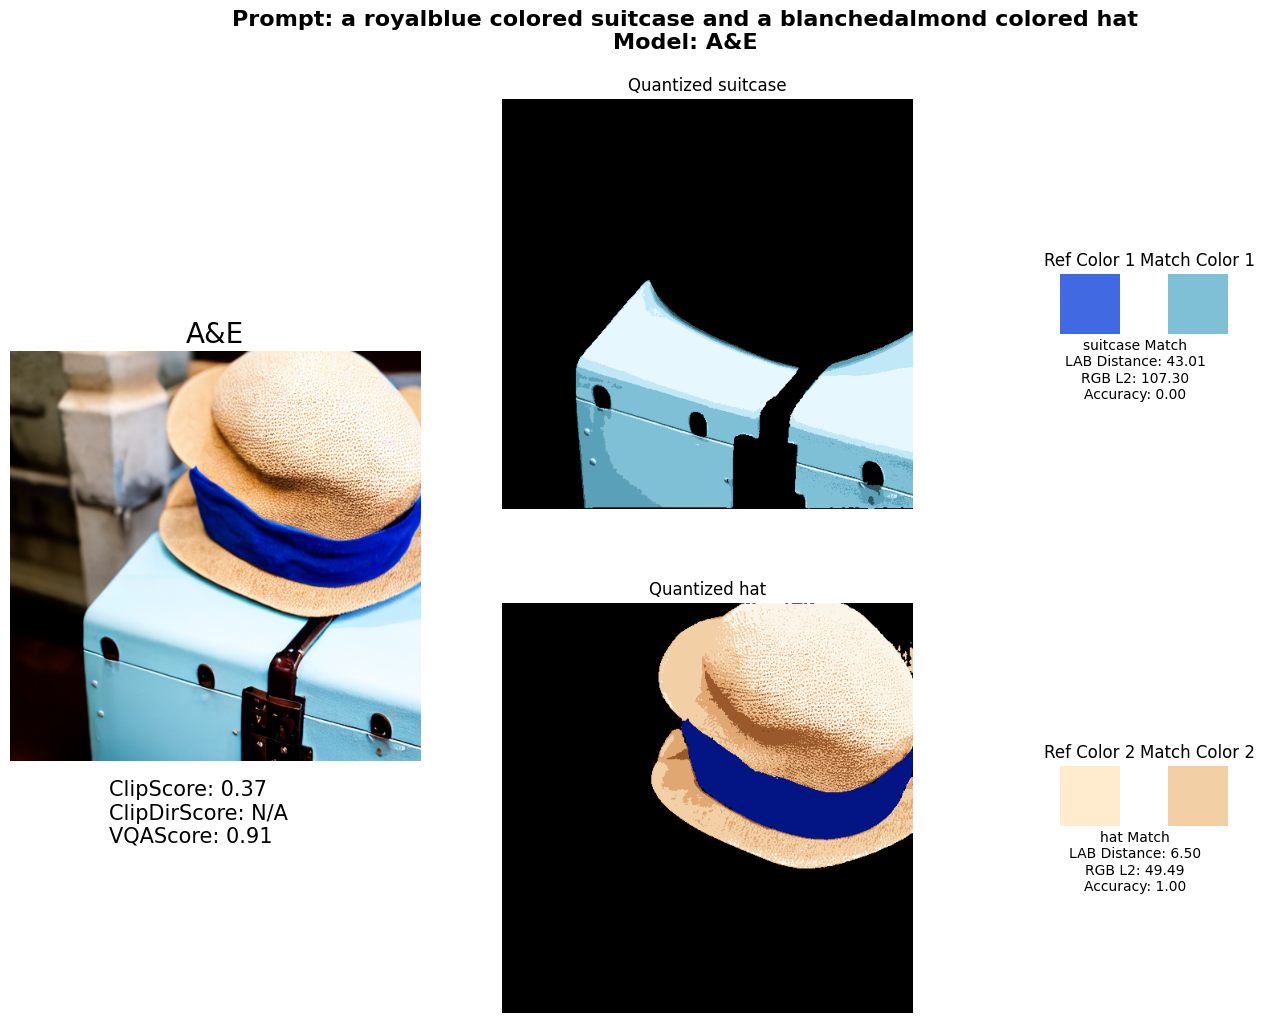 Prompt: a royalblue colored suitcase and a blanchedalmond colored hat
Model: A&E
A&E
ClipScore: 0.37
ClipDirScore: N/A
VQAScore: 0.91
Quantized suitcase
Ref Color 1 Match Color 1
suitcase Match
LAB Distance: 43.01
RGB L2: 107.30
Accuracy: 0.00
Quantized hat
Ref Color 2 Match Color 2
hat Match
LAB Distance: 6.50
RGB L2: 49.49
Accuracy: 1.00